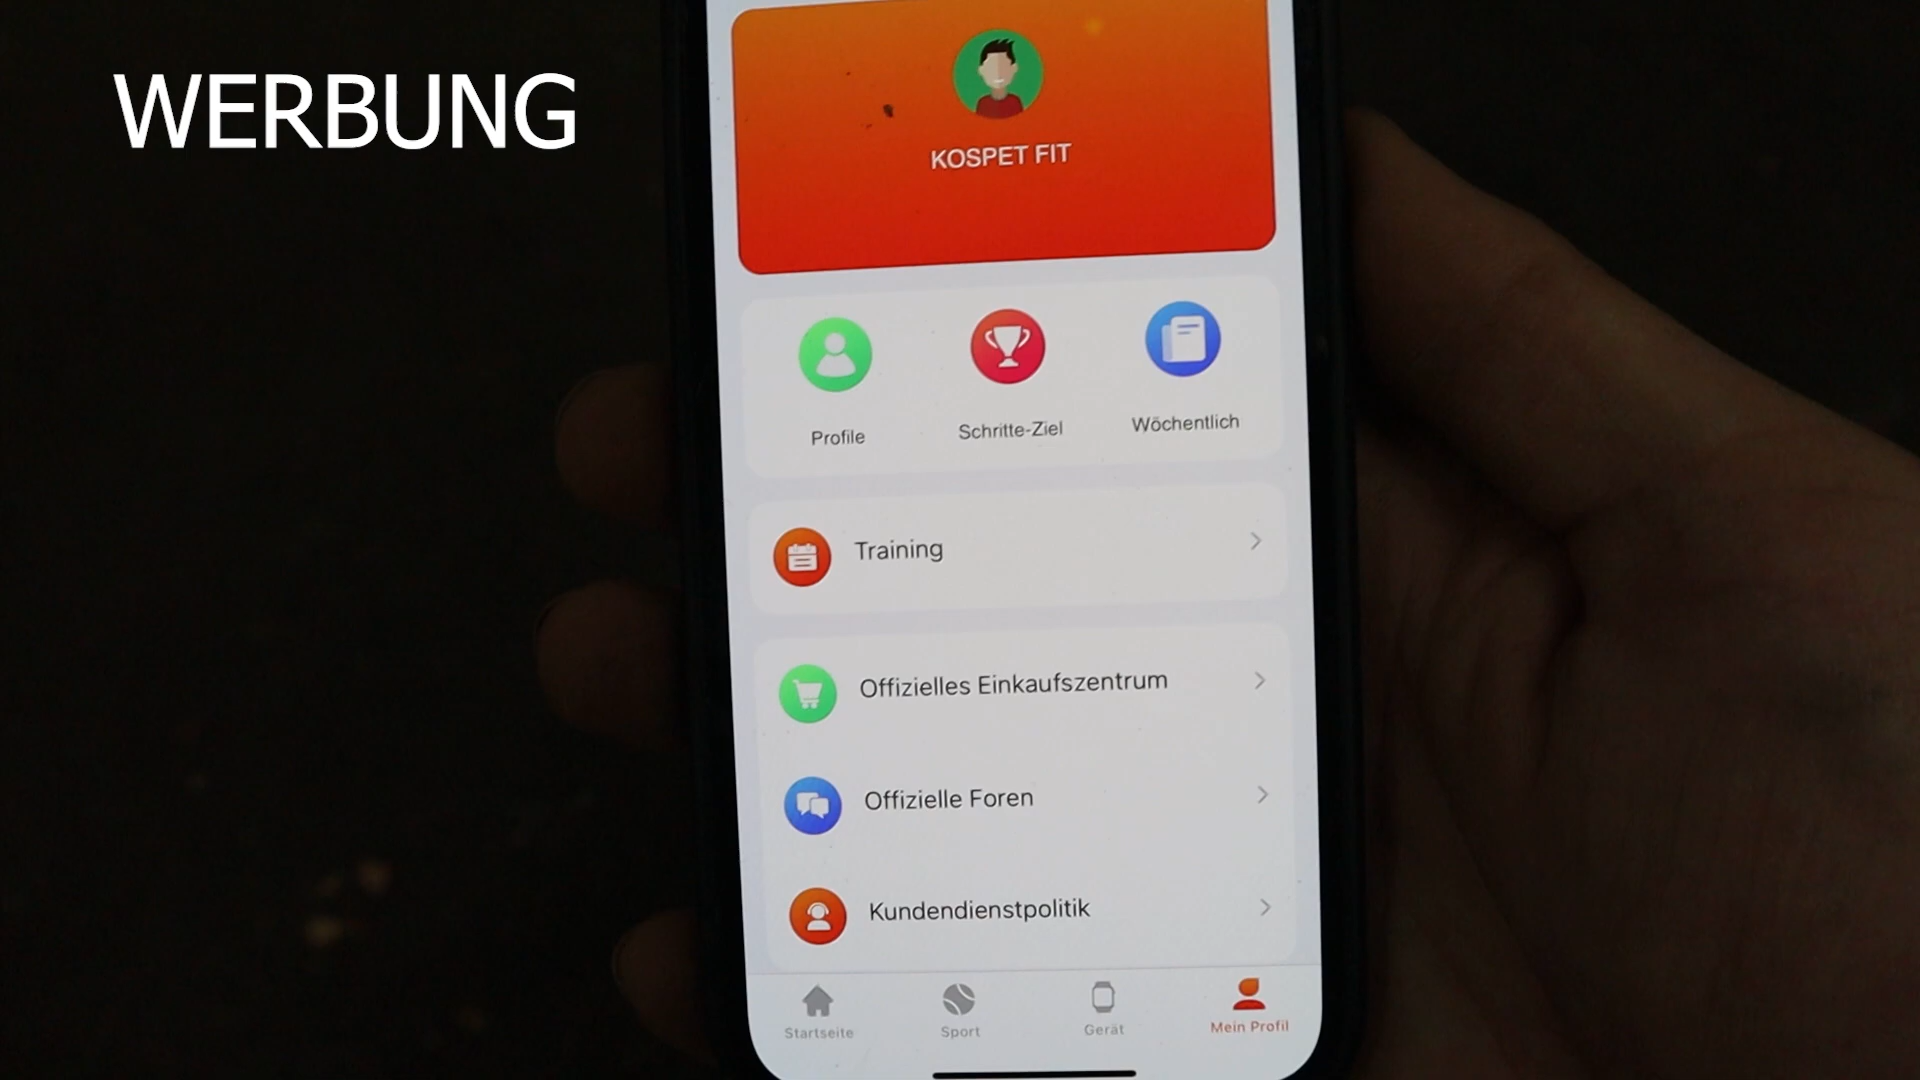 WERBUNG
KOSPET FIT
Profile
Schritte-Ziel
Wöchentlich
Training
Offizielles Einkaufszentrum
Offizielle Foren
Kundendienstpolitik
Startseite
Sport
Gerät
Mein Profil